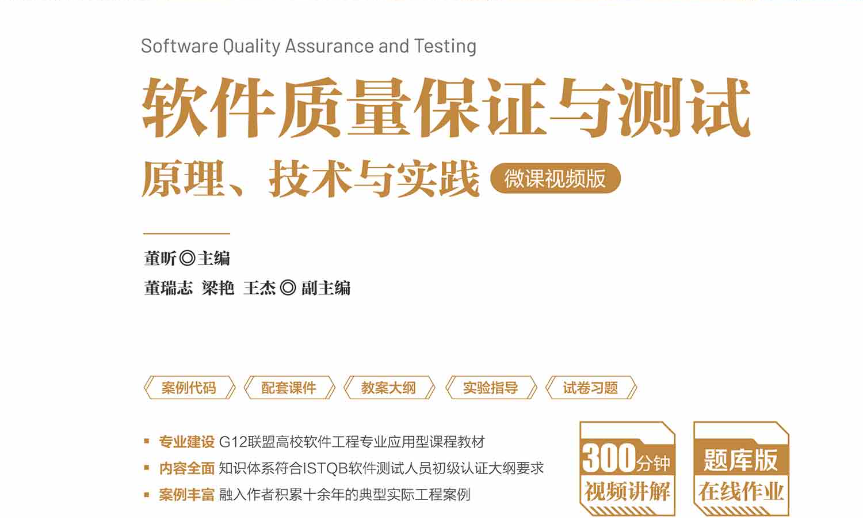 Software Quality Assurance and Testing
软件质量保证与测试
原理、技术与实践 微课视频版
董昕◎主编
董瑞志 梁艳 王杰◎副主编
案例代码 配套课件 教案大纲 实验指导 试卷习题
专业建设 G12联盟高校软件工程专业应用型课程教材
内容全面 知识体系符合ISTQB软件测试人员初级认证大纲要求
案例丰富 融入作者积累十余年的典型实际工程案例
300分钟
视频讲解
题库版
在线作业